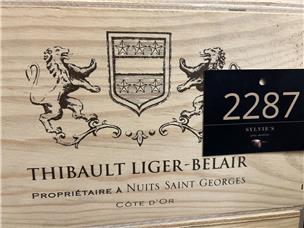 2287
SYLVIE'S
THIBAULT LIGER-BELAIR
PROPRIÉTAIRE À NUITS SAINT GEORGES
CÔTE D'OR